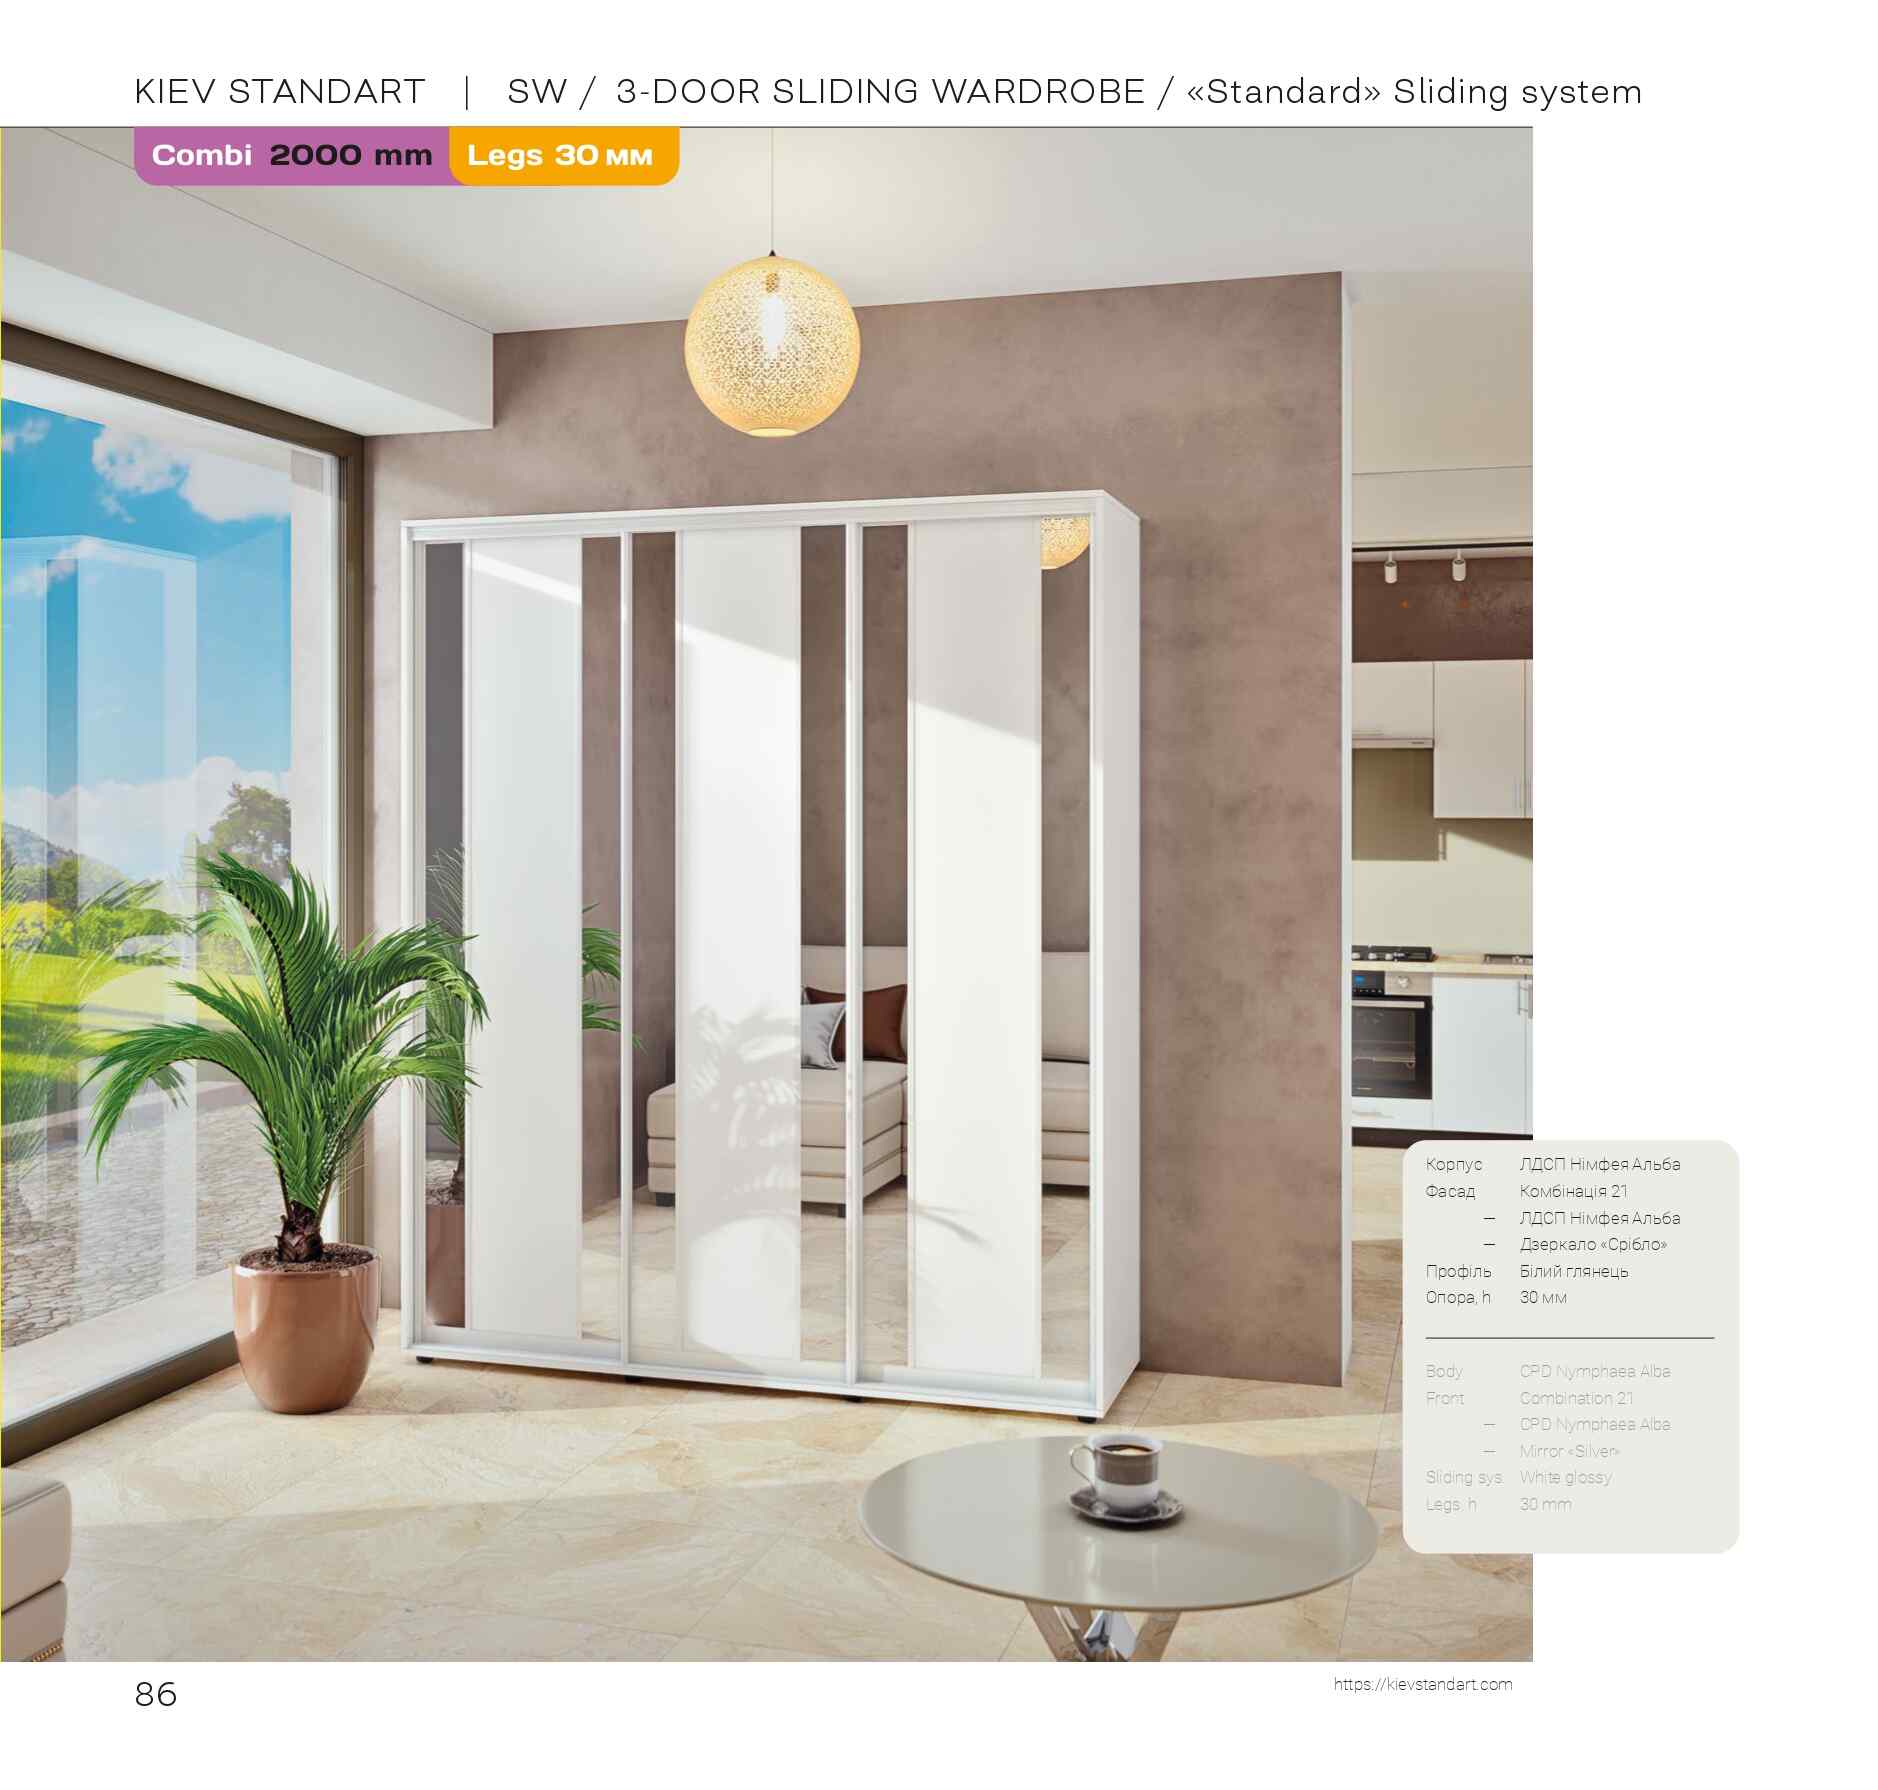 KIEV STANDART | SW / 3-DOOR SLIDING WARDROBE / «Standard» Sliding system
Combi 2000 mm Legs 30 мм
Корпус ЛДСП Німфея Альба
Фасад Комбінація 21
— ЛДСП Німфея Альба
— Дзеркало «Срібло»
Профіль Білий глянець
Опора, h 30 мм
Body CPD Nymphaea Alba
Front Combination 21
— CPD Nymphaea Alba
— Mirror «Silver»
Sliding sys. White glossy
Legs, h 30 mm
86
https://kievstandart.com